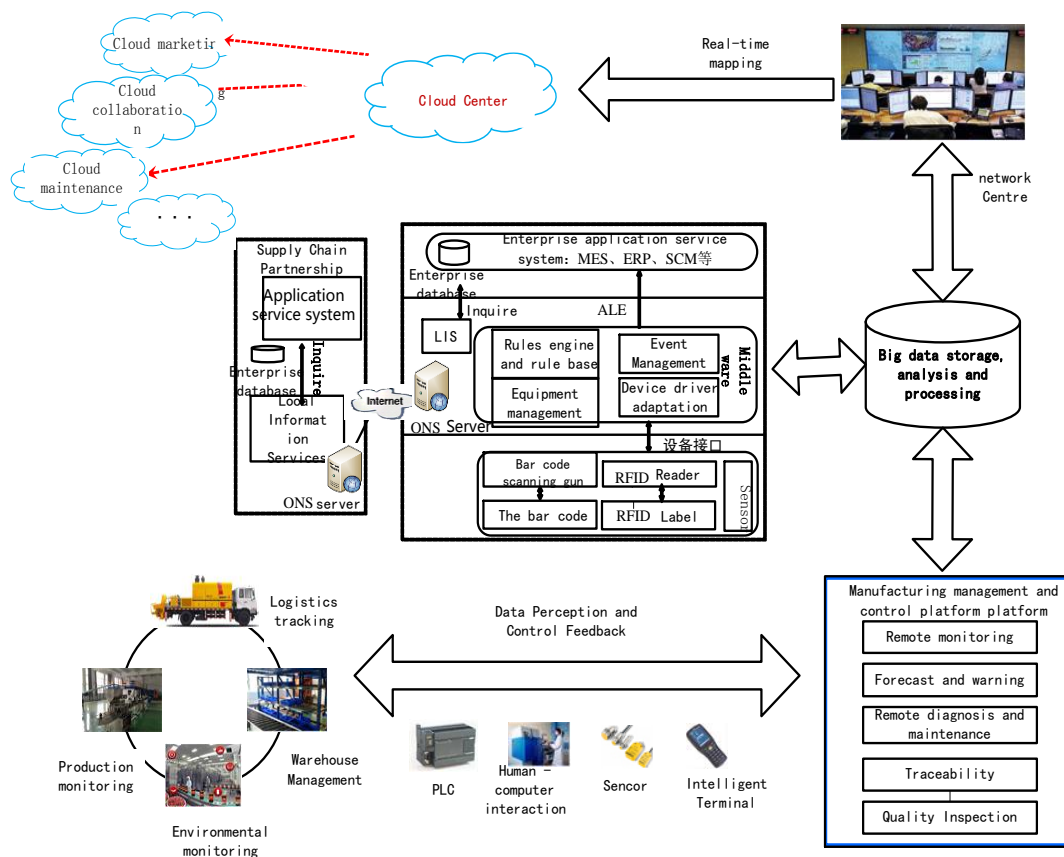 Cloud marketin
g
Cloud
collaboratio
n
Cloud
maintenance
...
Cloud Center
Real-time
mapping
network
Centre
Supply Chain
Partnership
Application
service system
Inquire
Enterprise
database
Local
Informat
ion
Services
ONS server
Internet
Enterprise application service
system: MES、ERP、SCM等
Enterprise
database
Inquire
ALE
LIS
Rules engine
and rule base
Event
Management
Equipment
management
Device driver
adaptation
Middle
ware
ONS Server
设备接口
Bar code
scanning gun
RFID Reader
The bar code
RFID Label
Sensor
Big data storage,
analysis and
processing
Logistics
tracking
Production
monitoring
Warehouse
Management
Environmental
monitoring
Data Perception and
Control Feedback
PLC
Human -
computer
interaction
Sencor
Intelligent
Terminal
Manufacturing management and
control platform platform
Remote monitoring
Forecast and warning
Remote diagnosis and
maintenance
Traceability
Quality Inspection